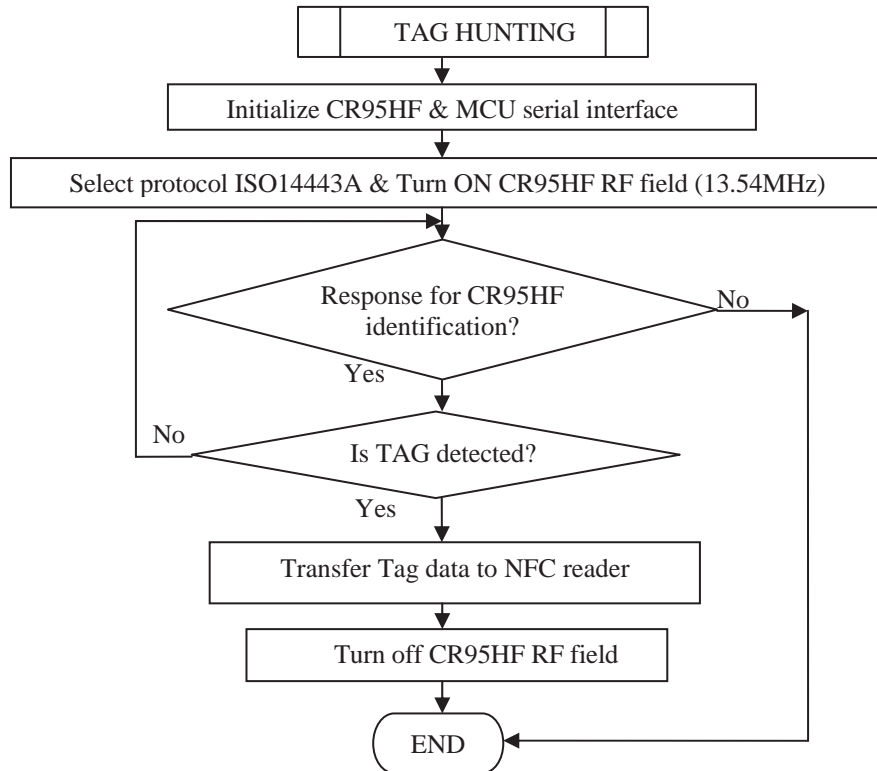 TAG HUNTING
Initialize CR95HF & MCU serial interface
Select protocol ISO14443A & Turn ON CR95HF RF field (13.54MHz)
Response for CR95HF
identification?
No
Yes
No
Is TAG detected?
Yes
Transfer Tag data to NFC reader
Turn off CR95HF RF field
END